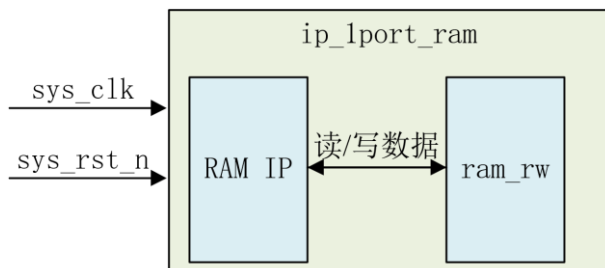 ip_1port_ram
sys_clk
sys_rst_n
RAM IP
读/写数据
ram_rw